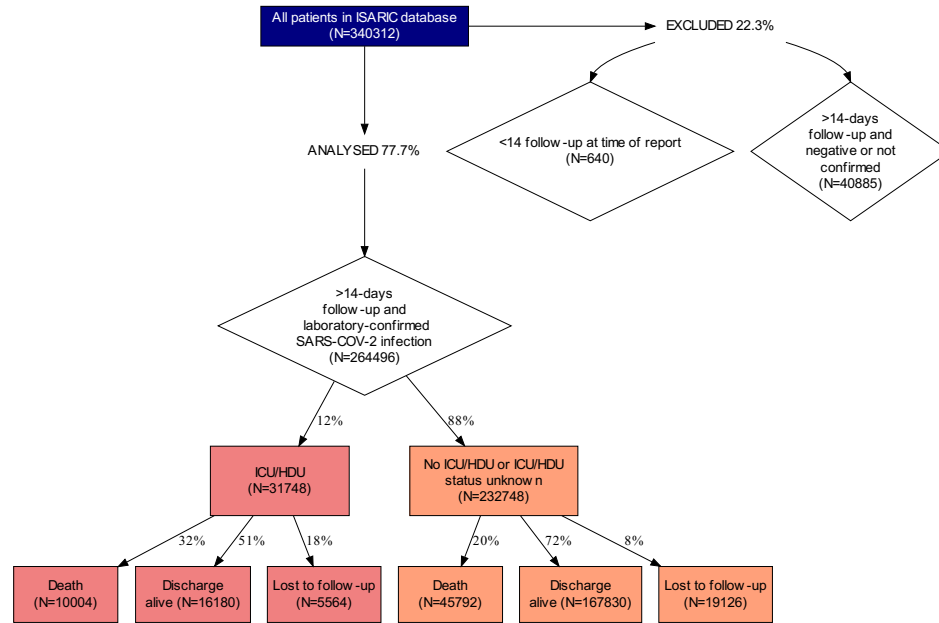 All patients in ISARIC database
(N=340312)
EXCLUDED 22.3%
ANALYSED 77.7%
<14 follow-up at time of report
(N=640)
>14-days
follow-up and
negative or not
confirmed
(N=40885)
>14-days
follow-up and
laboratory-confirmed
SARS-COV-2 infection
(N=264496)
12%
88%
ICU/HDU
(N=31748)
No ICU/HDU or ICU/HDU
status unknown
(N=232748)
32%
51%
18%
20%
72%
8%
Death
(N=10004)
Discharge
alive (N=16180)
Lost to follow-up
(N=5564)
Death
(N=45792)
Discharge
alive (N=167830)
Lost to follow-up
(N=19126)